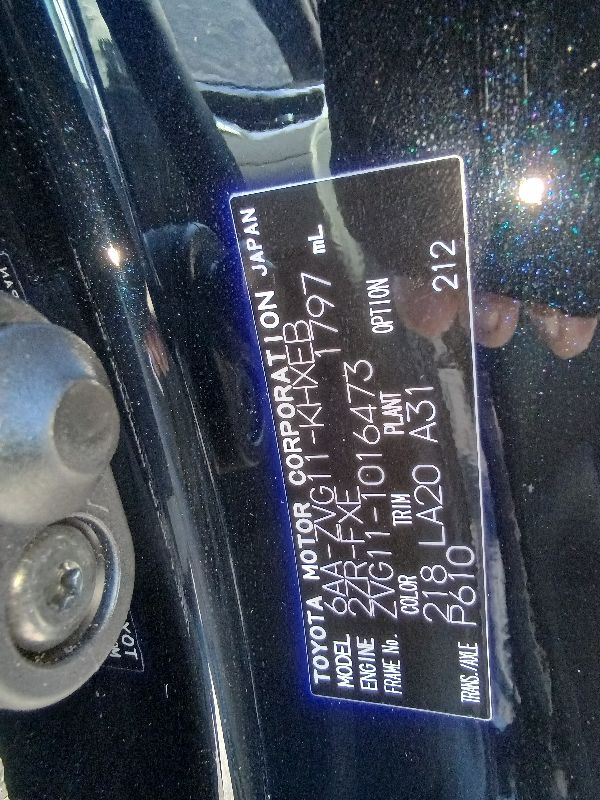 TOYOTA MOTOR CORPORATION JAPAN
MODEL 6AA-ZVG11-KHXEB
ENGINE 2ZR-FXE 1797 mL
FRAME No. ZVG11-1016473
COLOR TRIM PLANT OPTION
218 LA20 A31 212
TRANS./AXLE P610